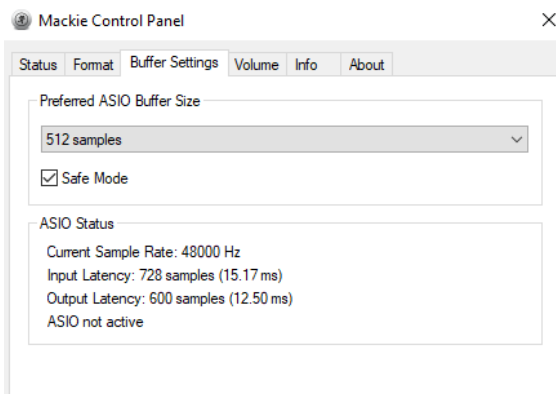 Mackie Control Panel
Status Format Buffer Settings Volume Info About
Preferred ASIO Buffer Size
512 samples
Safe Mode
ASIO Status
Current Sample Rate: 48000 Hz
Input Latency: 728 samples (15.17 ms)
Output Latency: 600 samples (12.50 ms)
ASIO not active